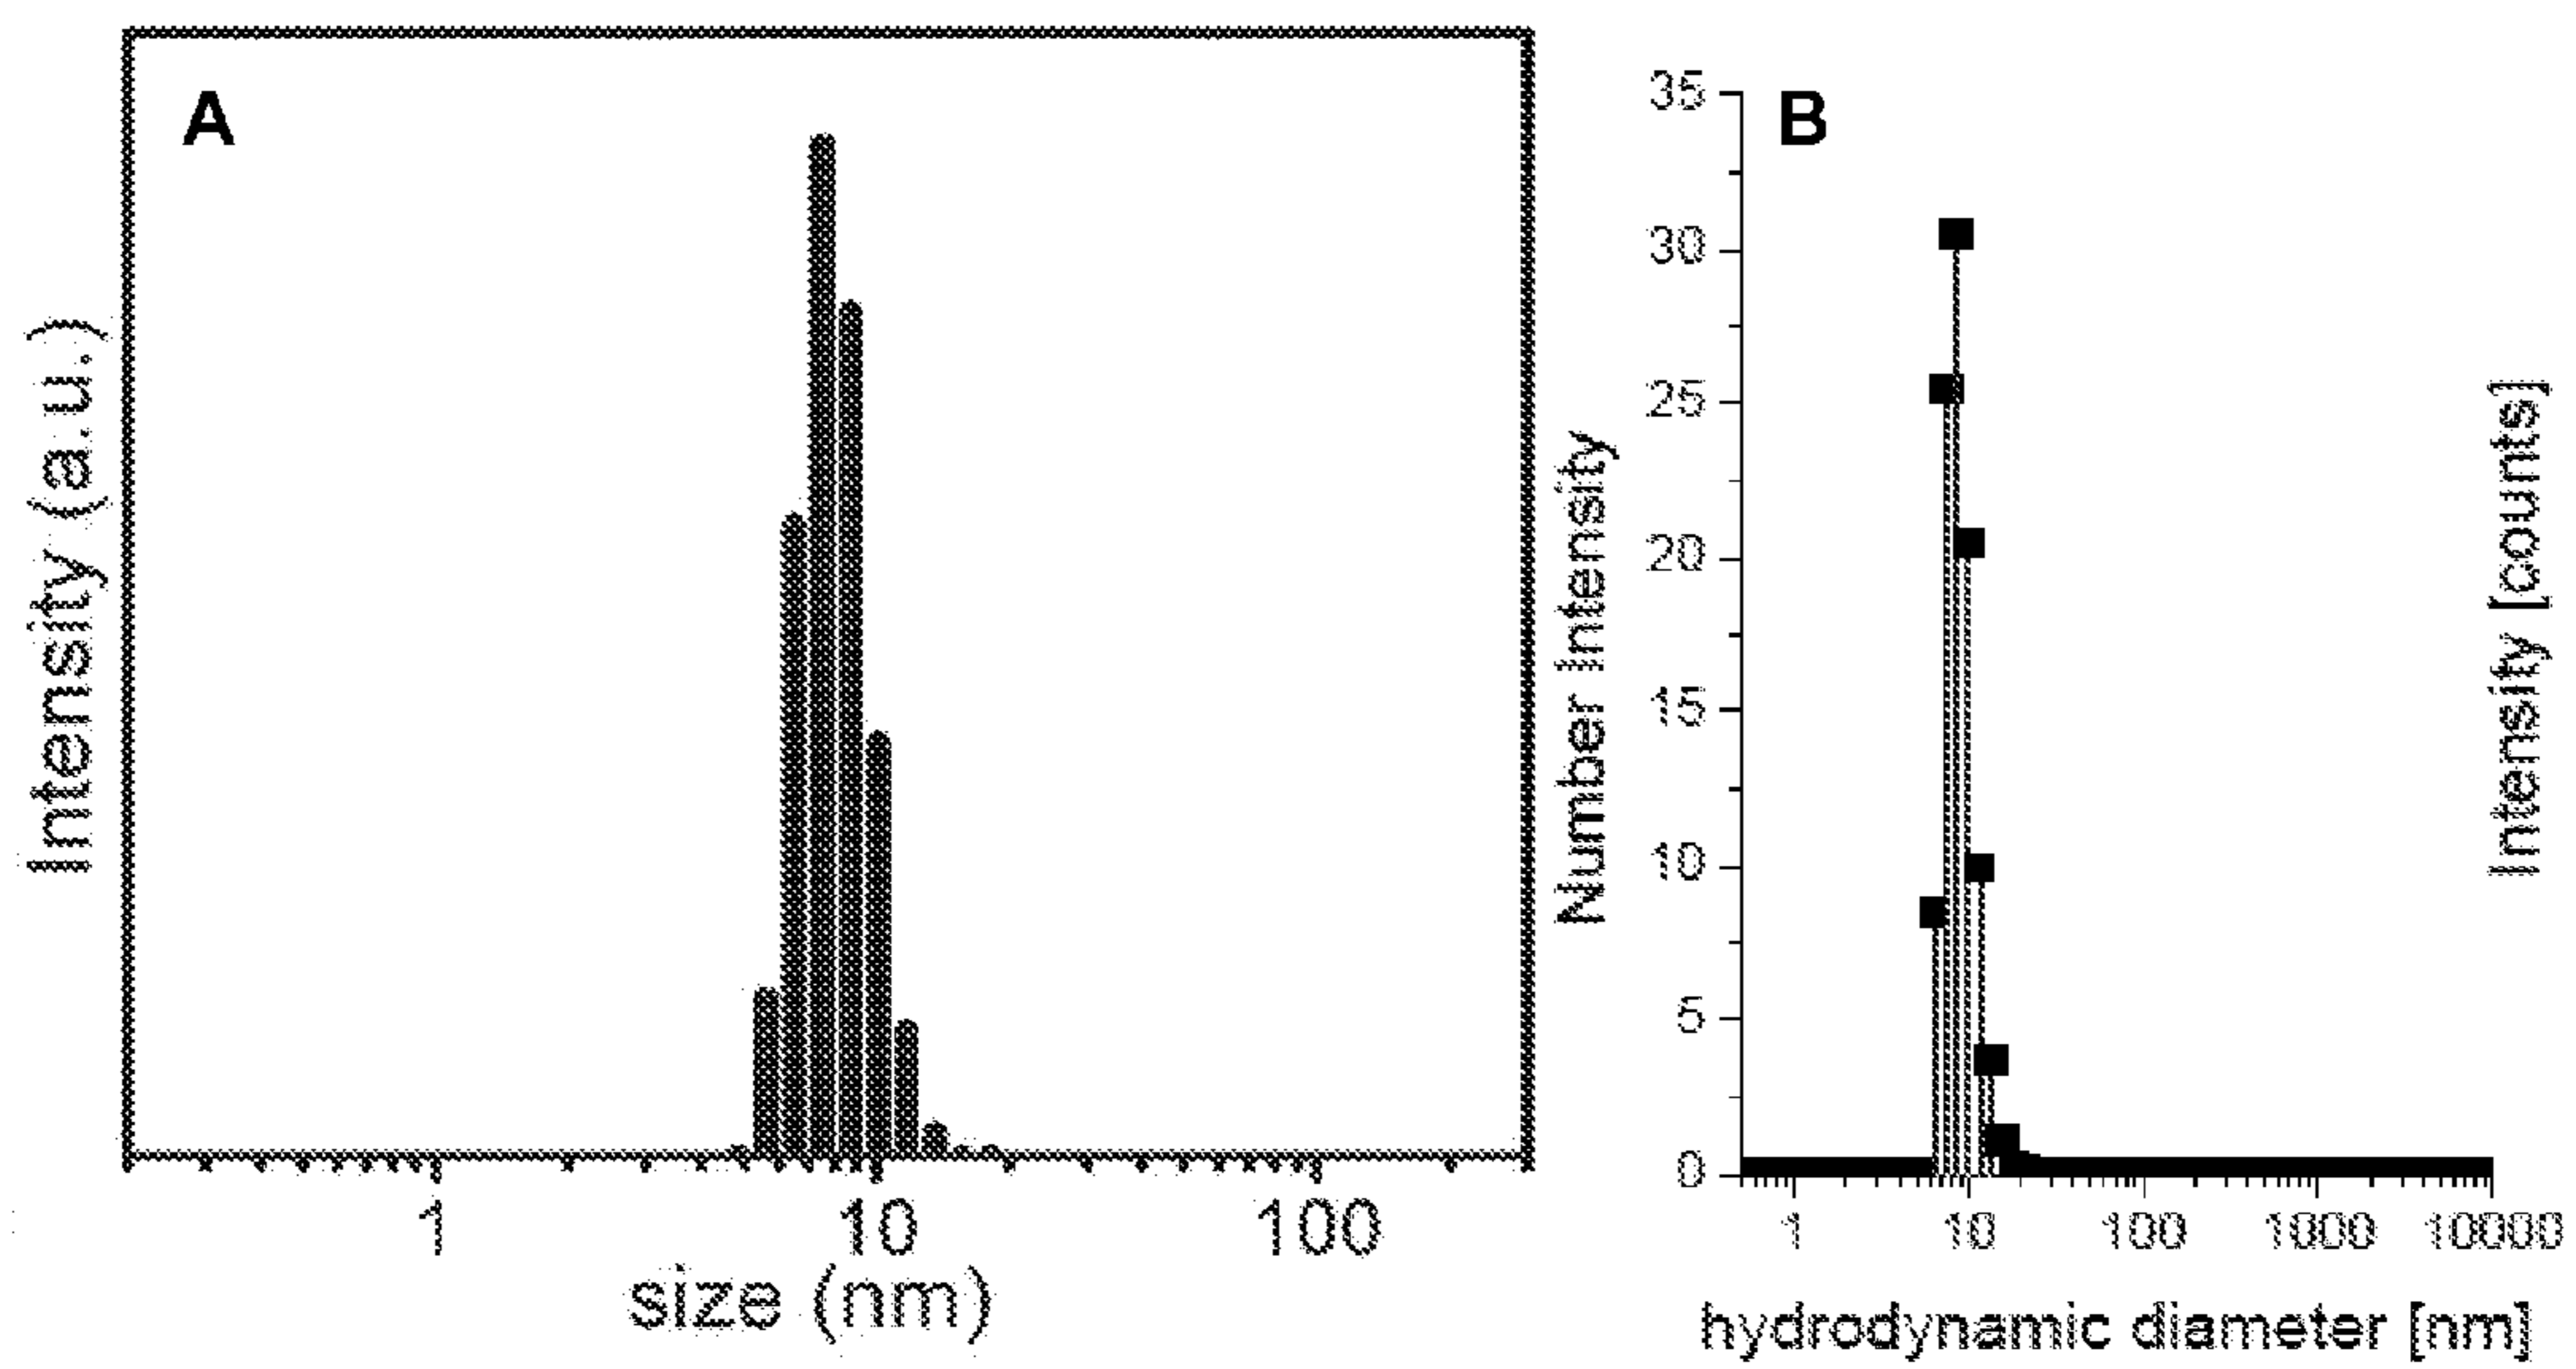 A
Intensity (a.u.)
1 10 100
size (nm)
B
Number Intensity
35
30
25
20
15
10
5
0
1 10 100 1000 10000
hydrodynamic diameter [nm]
Intensity [counts]